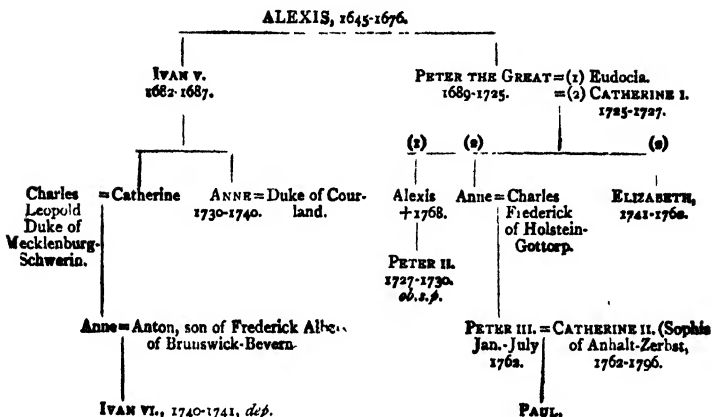 ALEXIS, 1645-1676.
IVAN V.
1682-1687.
PETER THE GREAT = (1) Eudocia.
1689-1725. = (2) CATHERINE I.
1725-1727.
(1) (2) (2)
Charles = Catherine
Leopold
Duke of
Mecklenburg-
Schwerin.
ANNE = Duke of Cour-
1730-1740. land.
Alexis
+1768.
Anne = Charles
Frederick
of Holstein-
Gottorp.
ELIZABETH,
1741-1762.
PETER II.
1727-1730.
ob.s.p.
Anne = Anton, son of Frederick Albe
of Brunswick-Bevern
PETER III. = CATHERINE II. (Sophia
Jan.-July of Anhalt-Zerbst,
1762. 1762-1796.
IVAN VI., 1740-1741, dep.
PAUL.